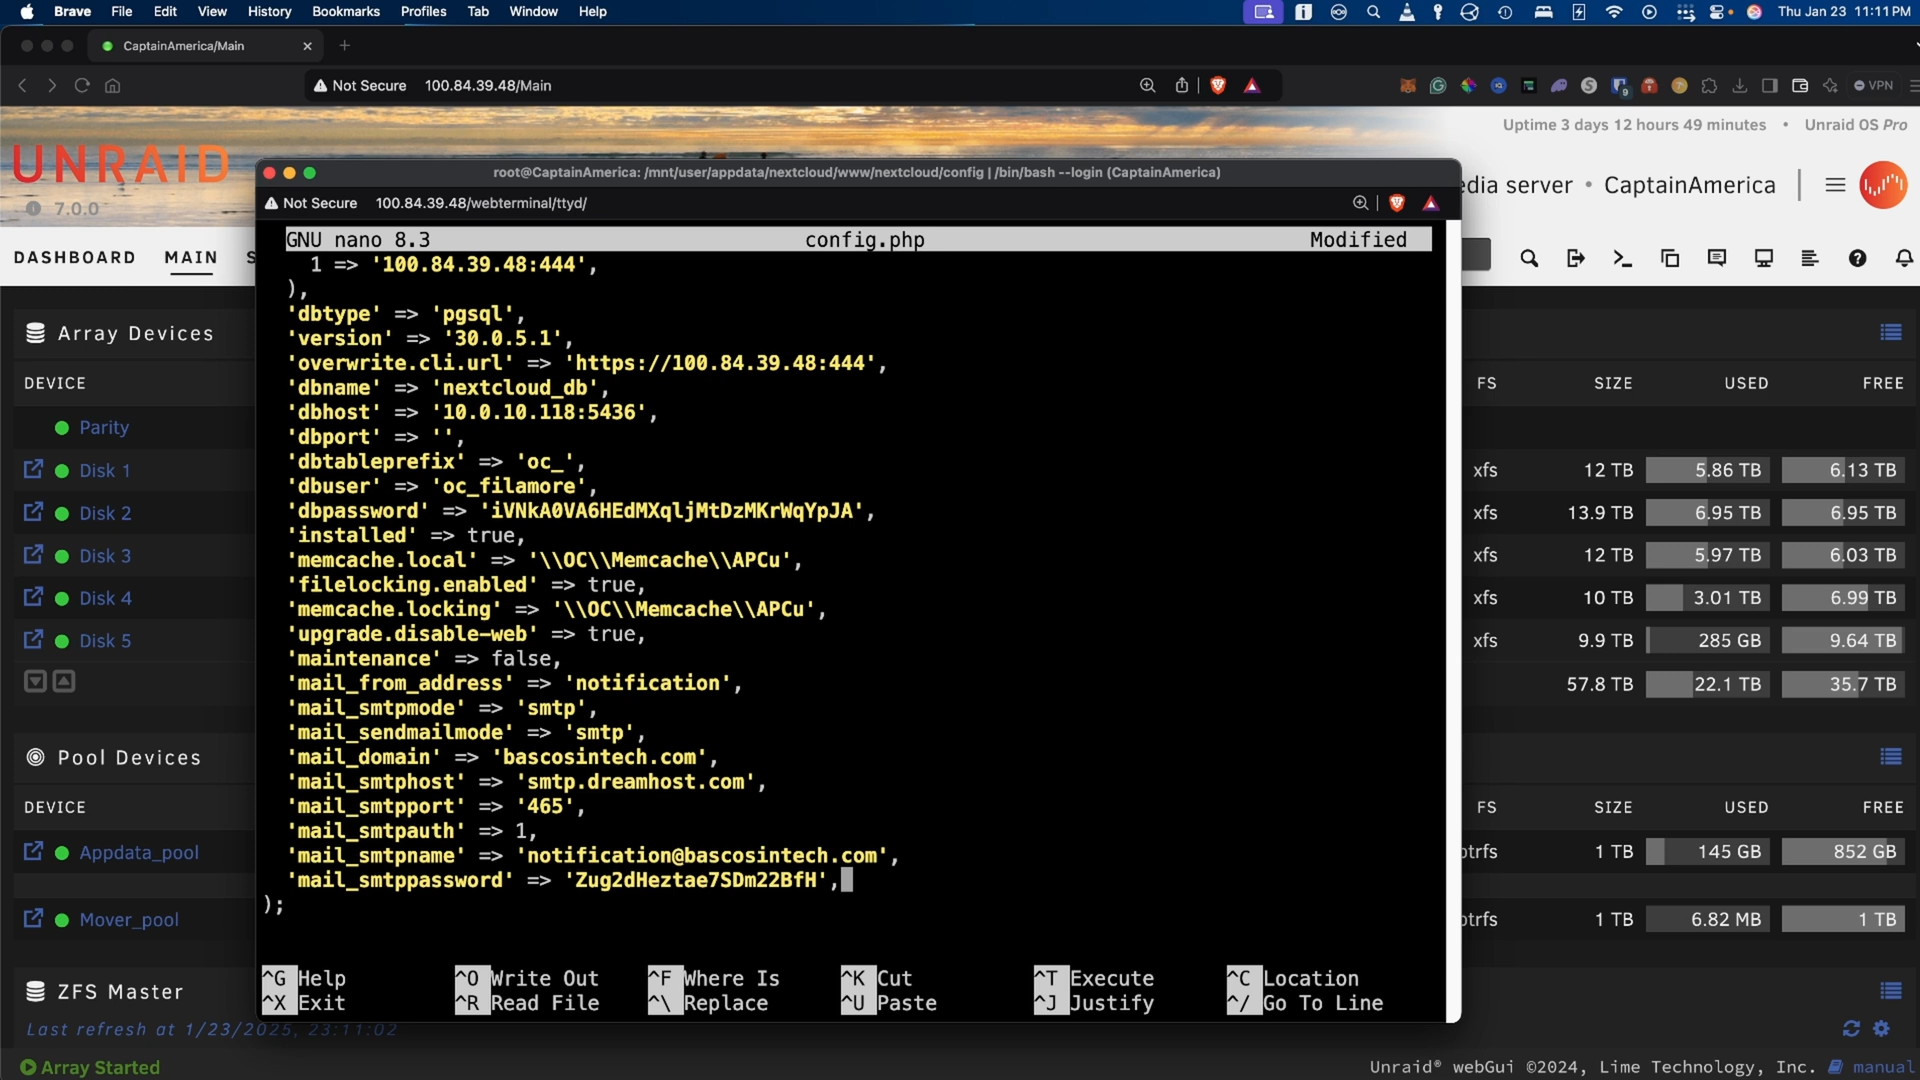 Brave File Edit View History Bookmarks Profiles Tab Window Help Thu Jan 23 11:11 PM
CaptainAmerica/Main
Not Secure 100.84.39.48/Main VPN
Uptime 3 days 12 hours 49 minutes • Unraid OS Pro
UNRAID
7.0.0
edia server • CaptainAmerica
DASHBOARD MAIN S
root@CaptainAmerica: /mnt/user/appdata/nextcloud/www/nextcloud/config | /bin/bash --login (CaptainAmerica)
Not Secure 100.84.39.48/webterminal/ttyd/
GNU nano 8.3 config.php Modified
1 => '100.84.39.48:444',
),
'dbtype' => 'pgsql',
'version' => '30.0.5.1',
'overwrite.cli.url' => 'https://100.84.39.48:444',
'dbname' => 'nextcloud_db',
'dbhost' => '10.0.10.118:5436',
'dbport' => '',
'dbtableprefix' => 'oc_',
'dbuser' => 'oc_filamore',
'dbpassword' => 'iVNkA0VA6HEdMXqljMtDzMKrWqYpJA',
'installed' => true,
'memcache.local' => '\\OC\\Memcache\\APCu',
'filelocking.enabled' => true,
'memcache.locking' => '\\OC\\Memcache\\APCu',
'upgrade.disable-web' => true,
'maintenance' => false,
'mail_from_address' => 'notification',
'mail_smtpmode' => 'smtp',
'mail_sendmailmode' => 'smtp',
'mail_domain' => 'bascosintech.com',
'mail_smtphost' => 'smtp.dreamhost.com',
'mail_smtpport' => '465',
'mail_smtpauth' => 1,
'mail_smtpname' => 'notification@bascosintech.com',
'mail_smtppassword' => 'Zug2dHeztae7SDm22BfH',
);
^G Help ^O Write Out ^F Where Is ^K Cut ^T Execute ^C Location
^X Exit ^R Read File ^\ Replace ^U Paste ^J Justify ^/ Go To Line
Array Devices
DEVICE FS SIZE USED FREE
Parity
Disk 1 xfs 12 TB 5.86 TB 6.13 TB
Disk 2 xfs 13.9 TB 6.95 TB 6.95 TB
Disk 3 xfs 12 TB 5.97 TB 6.03 TB
Disk 4 xfs 10 TB 3.01 TB 6.99 TB
Disk 5 xfs 9.9 TB 285 GB 9.64 TB
57.8 TB 22.1 TB 35.7 TB
Pool Devices
DEVICE FS SIZE USED FREE
Appdata_pool btrfs 1 TB 145 GB 852 GB
Mover_pool btrfs 1 TB 6.82 MB 1 TB
ZFS Master
Last refresh at 1/23/2025, 23:11:02
Array Started Unraid® webGui ©2024, Lime Technology, Inc. manual